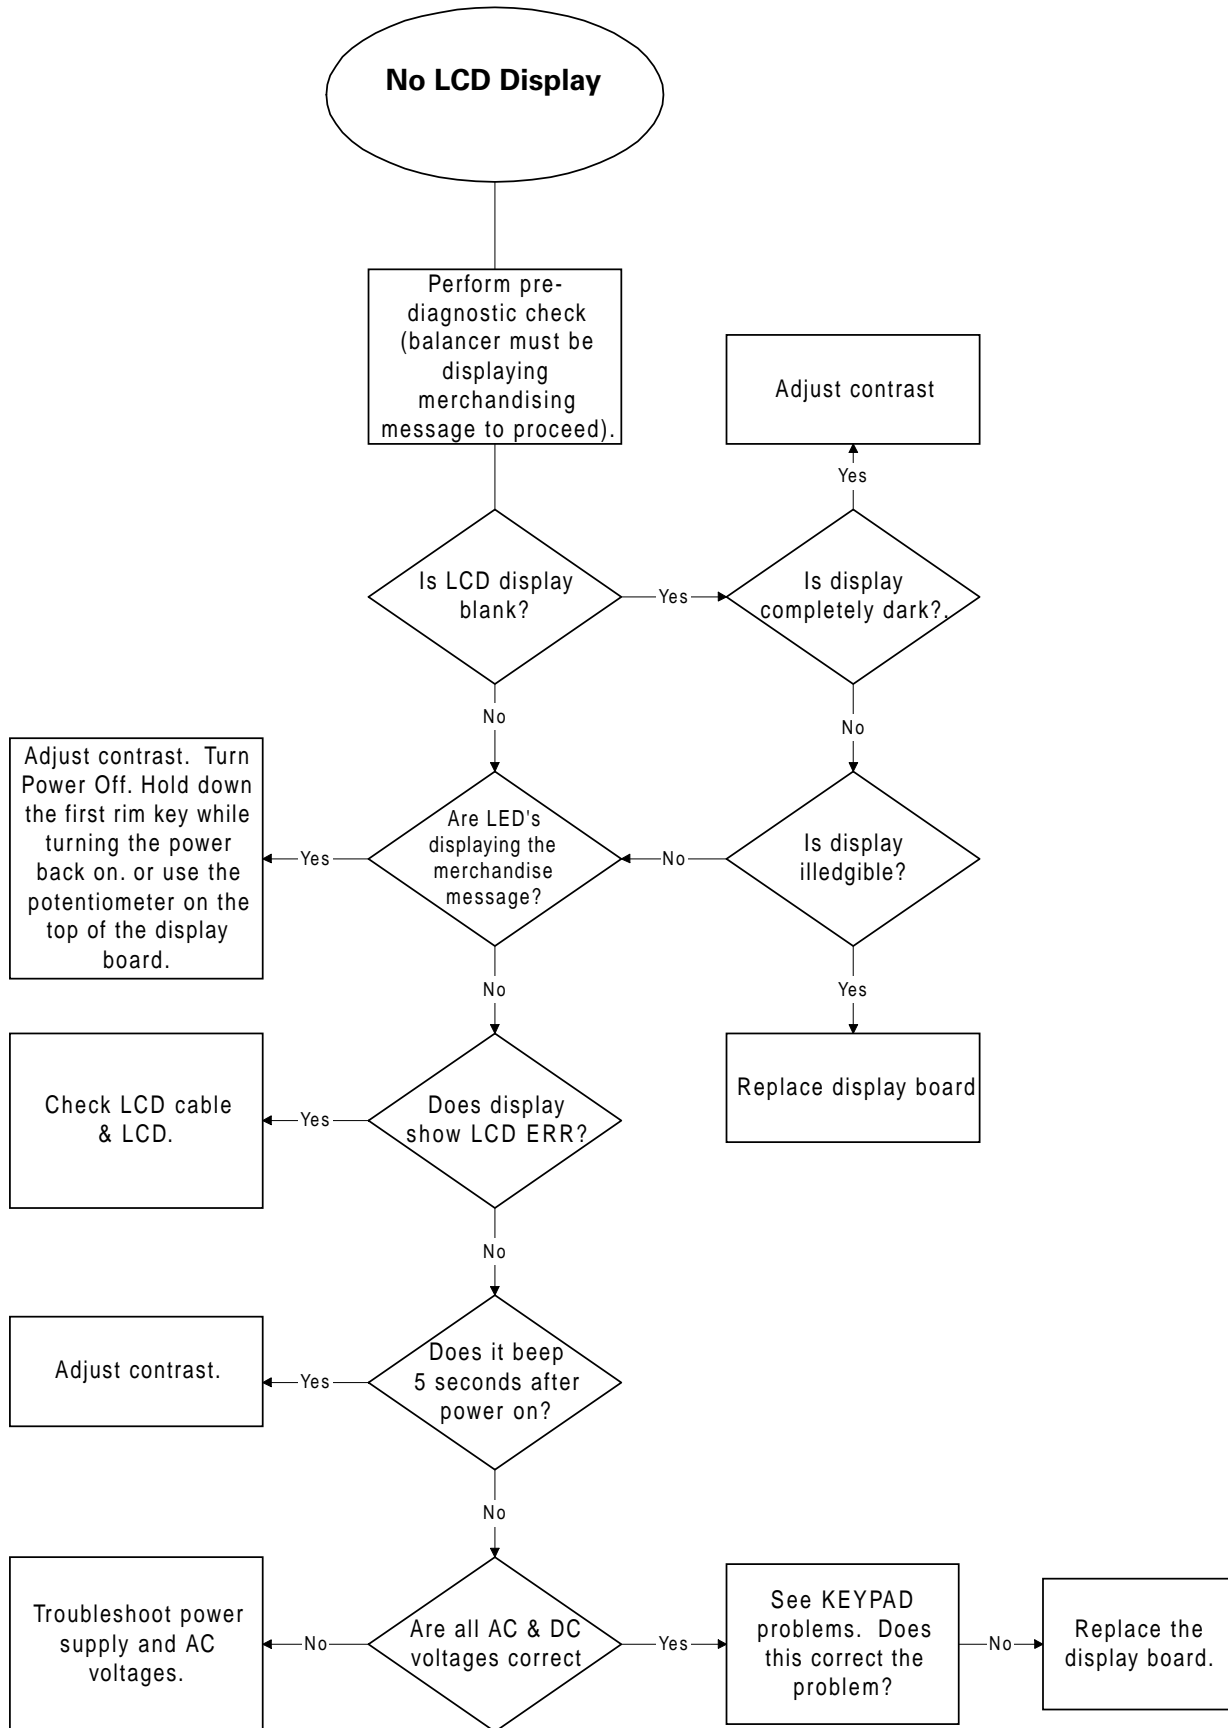 No LCD Display
Perform pre-
diagnostic check
(balancer must be
displaying
merchandising
message to proceed).
Adjust contrast
Yes
Is LCD display
blank?
Yes
Is display
completely dark?.
No
No
Adjust contrast. Turn
Power Off. Hold down
the first rim key while
turning the power
back on. or use the
potentiometer on the
top of the display
board.
Yes
Are LED's
displaying the
merchandise
message?
No
Is display
illedgible?
No
Yes
Check LCD cable
& LCD.
Yes
Does display
show LCD ERR?
Replace display board
No
Adjust contrast.
Yes
Does it beep
5 seconds after
power on?
No
Troubleshoot power
supply and AC
voltages.
No
Are all AC & DC
voltages correct
Yes
See KEYPAD
problems. Does
this correct the
problem?
No
Replace the
display board.